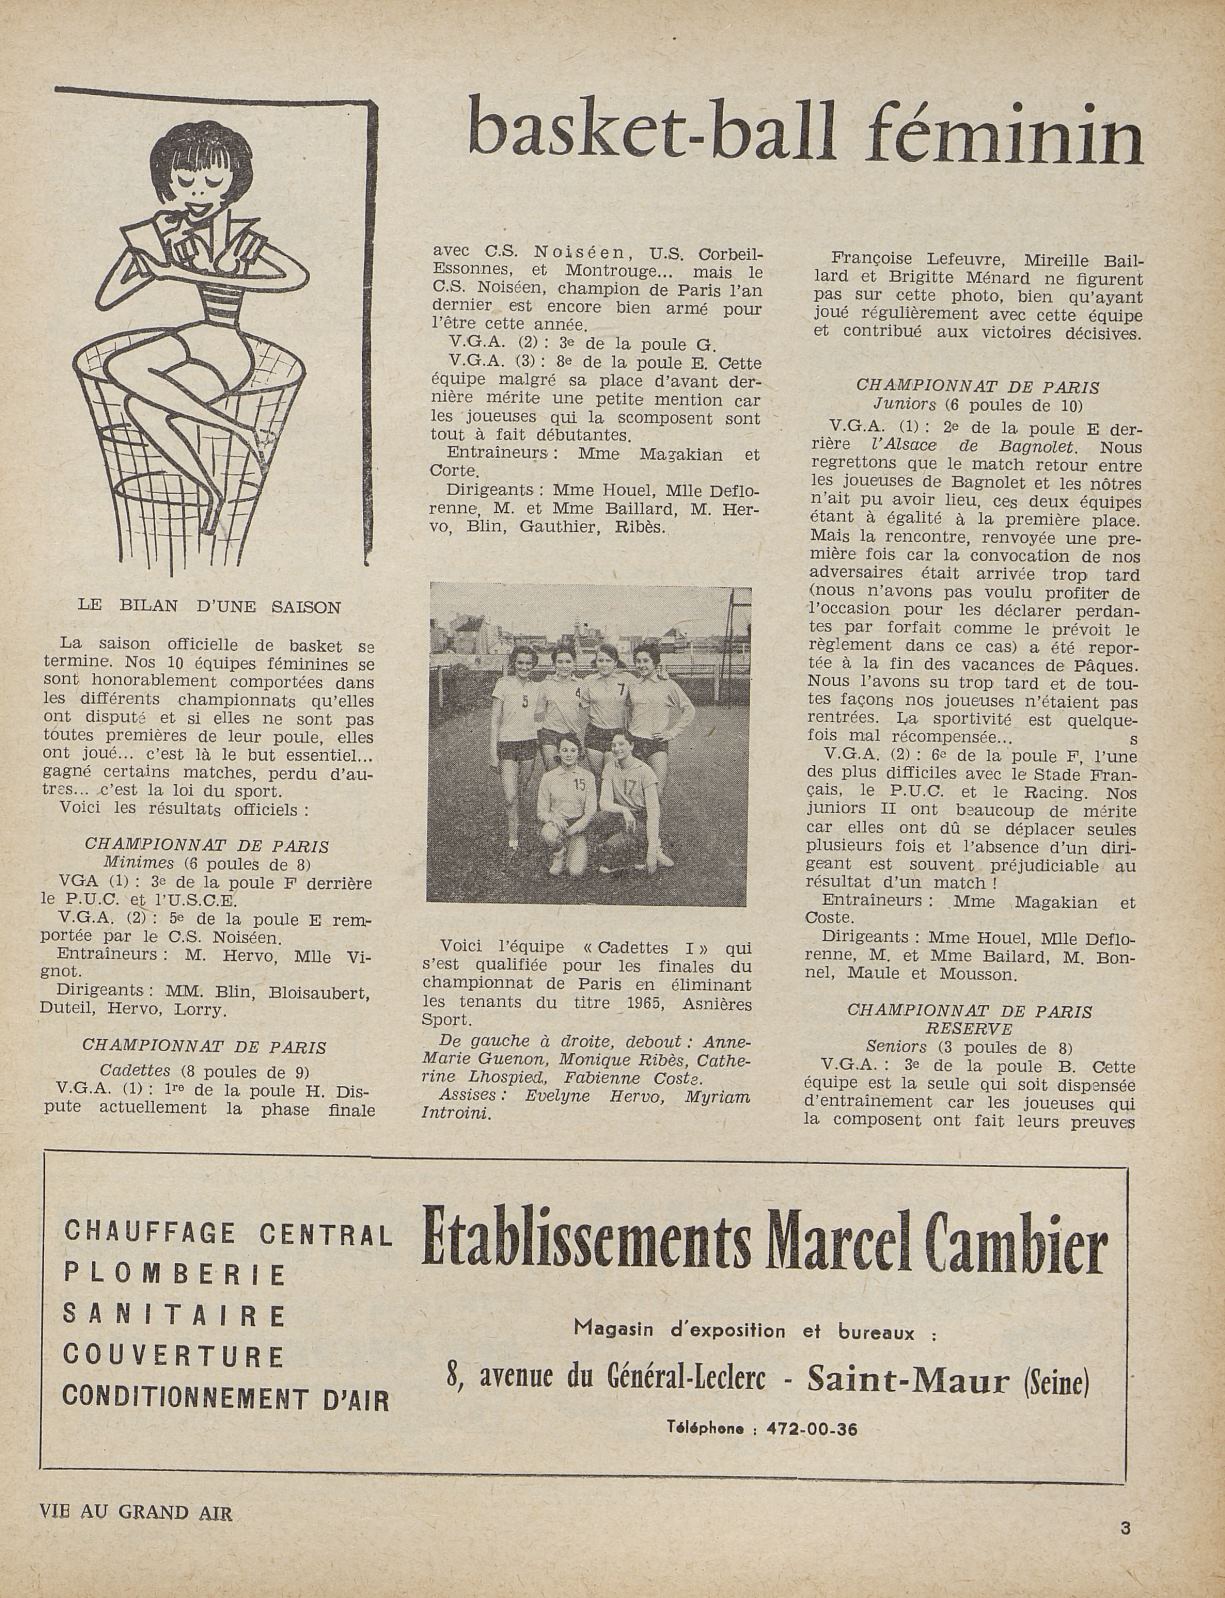 basket-ball féminin
LE BILAN D'UNE SAISON
La saison officielle de basket se
termine. Nos 10 équipes féminines se
sont honorablement comportées dans
les différents championnats qu'elles
ont disputé et si elles ne sont pas
toutes premières de leur poule, elles
ont joué... c'est là le but essentiel...
gagné certains matches, perdu d'au-
tres... c'est la loi du sport.
Voici les résultats officiels :
CHAMPIONNAT DE PARIS
Minimes (6 poules de 8)
VGA (1) : 3e de la poule F derrière
le P.U.C. et l'U.S.C.E.
V.G.A. (2) : 5e de la poule E rem-
portée par le C.S. Noiséen.
Entraîneurs : M. Hervo, Mlle Vi-
gnot.
Dirigeants : MM. Blin, Bloisaubert,
Duteil, Hervo, Lorry.
CHAMPIONNAT DE PARIS
Cadettes (8 poules de 9)
V.G.A. (1) : 1re de la poule H. Dis-
pute actuellement la phase finale
avec C.S. Noiséen, U.S. Corbeil-
Essonnes, et Montrouge... mais le
C.S. Noiséen, champion de Paris l'an
dernier est encore bien armé pour
l'être cette année.
V.G.A. (2) : 3e de la poule G.
V.G.A. (3) : 8e de la poule E. Cette
équipe malgré sa place d'avant der-
nière mérite une petite mention car
les joueuses qui la scomposent sont
tout à fait débutantes.
Entraîneurs : Mme Magakian et
Corte.
Dirigeants : Mme Houel, Mlle Deflo-
renne, M. et Mme Baillard, M. Her-
vo, Blin, Gauthier, Ribès.
5
4
7
15
17
Voici l'équipe « Cadettes I » qui
s'est qualifiée pour les finales du
championnat de Paris en éliminant
les tenants du titre 1965, Asnières
Sport.
De gauche à droite, debout : Anne-
Marie Guenon, Monique Ribès, Cathe-
rine Lhospied, Fabienne Coste.
Assises : Evelyne Hervo, Myriam
Introini.
Françoise Lefeuvre, Mireille Bail-
lard et Brigitte Ménard ne figurent
pas sur cette photo, bien qu'ayant
joué régulièrement avec cette équipe
et contribué aux victoires décisives.
CHAMPIONNAT DE PARIS
Juniors (6 poules de 10)
V.G.A. (1) : 2e de la poule E der-
rière l'Alsace de Bagnolet. Nous
regrettons que le match retour entre
les joueuses de Bagnolet et les nôtres
n'ait pu avoir lieu, ces deux équipes
étant à égalité à la première place.
Mais la rencontre, renvoyée une pre-
mière fois car la convocation de nos
adversaires était arrivée trop tard
(nous n'avons pas voulu profiter de
l'occasion pour les déclarer perdan-
tes par forfait comme le prévoit le
règlement dans ce cas) a été repor-
tée à la fin des vacances de Pâques.
Nous l'avons su trop tard et de tou-
tes façons nos joueuses n'étaient pas
rentrées. La sportivité est quelque-
fois mal récompensée... s
V.G.A. (2) : 6e de la poule F, l'une
des plus difficiles avec le Stade Fran-
çais, le P.U.C. et le Racing. Nos
juniors II ont beaucoup de mérite
car elles ont dû se déplacer seules
plusieurs fois et l'absence d'un diri-
geant est souvent préjudiciable au
résultat d'un match !
Entraîneurs : Mme Magakian et
Coste.
Dirigeants : Mme Houel, Mlle Deflo-
renne, M. et Mme Bailard, M. Bon-
nel, Maule et Mousson.
CHAMPIONNAT DE PARIS
RESERVE
Seniors (3 poules de 8)
V.G.A. : 3e de la poule B. Cette
équipe est la seule qui soit dispensée
d'entraînement car les joueuses qui
la composent ont fait leurs preuves
CHAUFFAGE CENTRAL
PLOMBERIE
SANITAIRE
COUVERTURE
CONDITIONNEMENT D'AIR
Etablissements Marcel Cambier
Magasin d'exposition et bureaux :
8, avenue du Général-Leclerc - Saint-Maur (Seine)
Téléphone : 472-00-36
VIE AU GRAND AIR
3